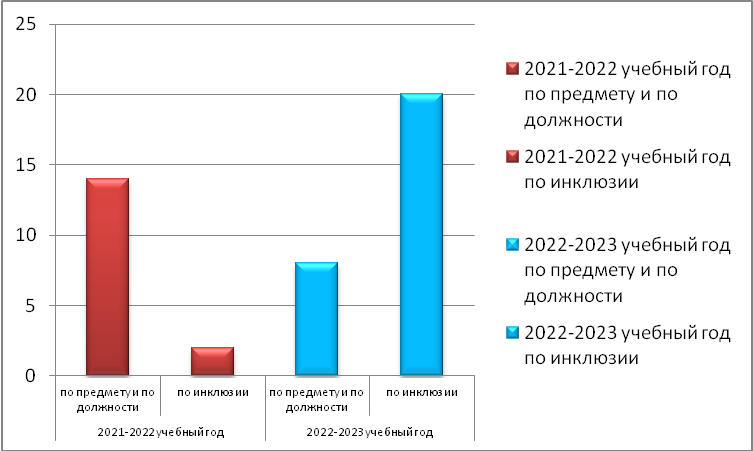 25
20
15
10
5
0
по предмету и по
должности
по инклюзии
по предмету и по
должности
по инклюзии
2021-2022 учебный год
2022-2023 учебный год
2021-2022 учебный год
по предмету и по
должности
2021-2022 учебный год
по инклюзии
2022-2023 учебный год
по предмету и по
должности
2022-2023 учебный год
по инклюзии